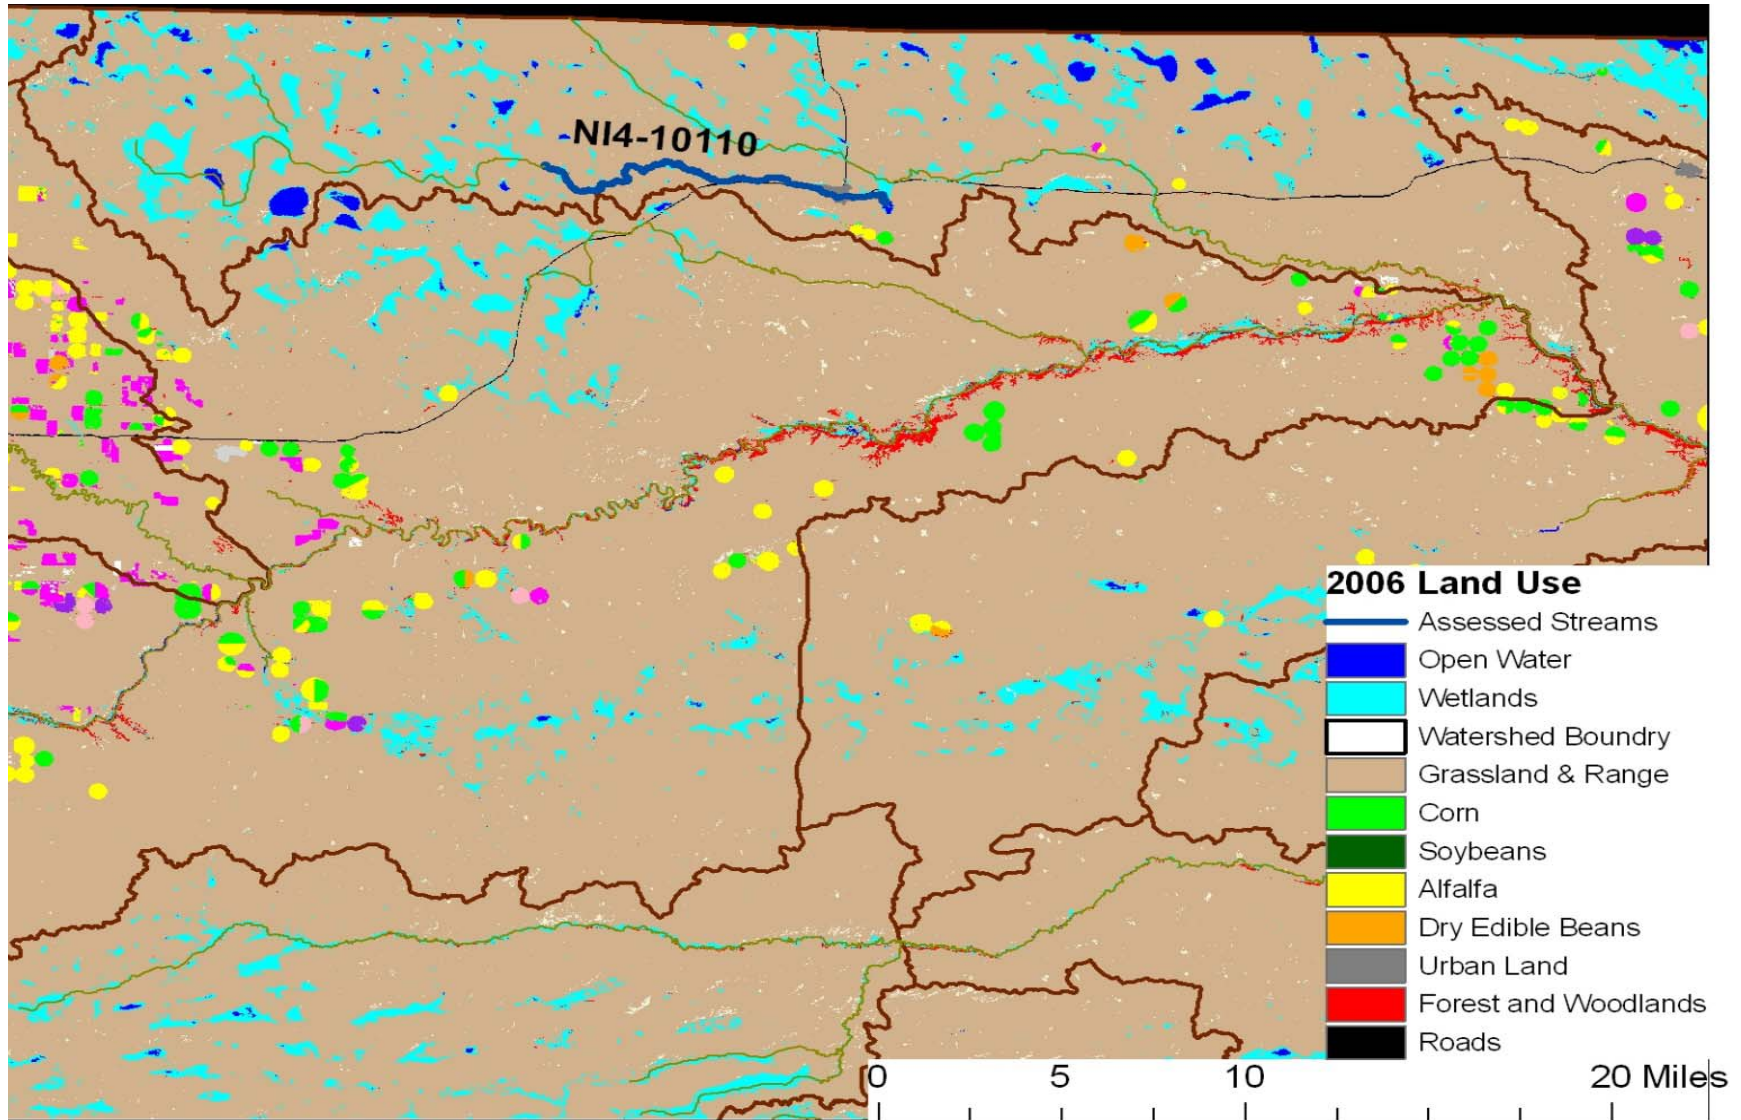 NI4-10110
2006 Land Use
Assessed Streams
Open Water
Wetlands
Watershed Boundry
Grassland & Range
Corn
Soybeans
Alfalfa
Dry Edible Beans
Urban Land
Forest and Woodlands
Roads
0 5 10 20 Miles